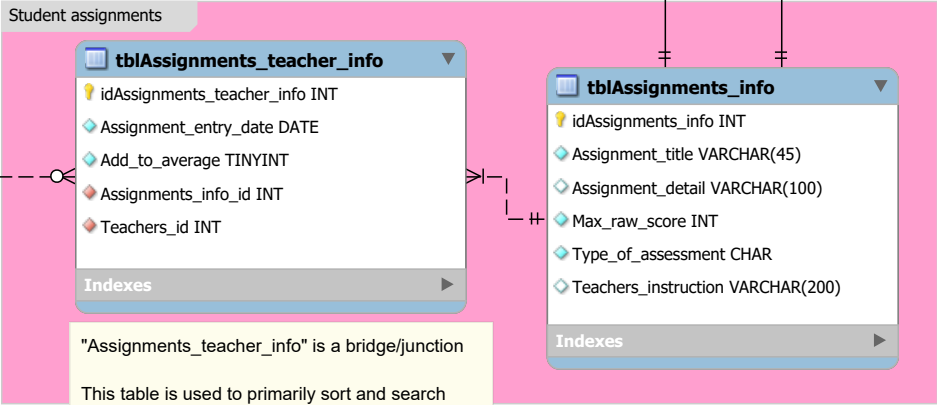 Student assignments
tblAssignments_teacher_info
idAssignments_teacher_info INT
Assignment_entry_date DATE
Add_to_average TINYINT
Assignments_info_id INT
Teachers_id INT
Indexes
"Assignments_teacher_info" is a bridge/junction
This table is used to primarily sort and search
tblAssignments_info
idAssignments_info INT
Assignment_title VARCHAR(45)
Assignment_detail VARCHAR(100)
Max_raw_score INT
Type_of_assessment CHAR
Teachers_instruction VARCHAR(200)
Indexes